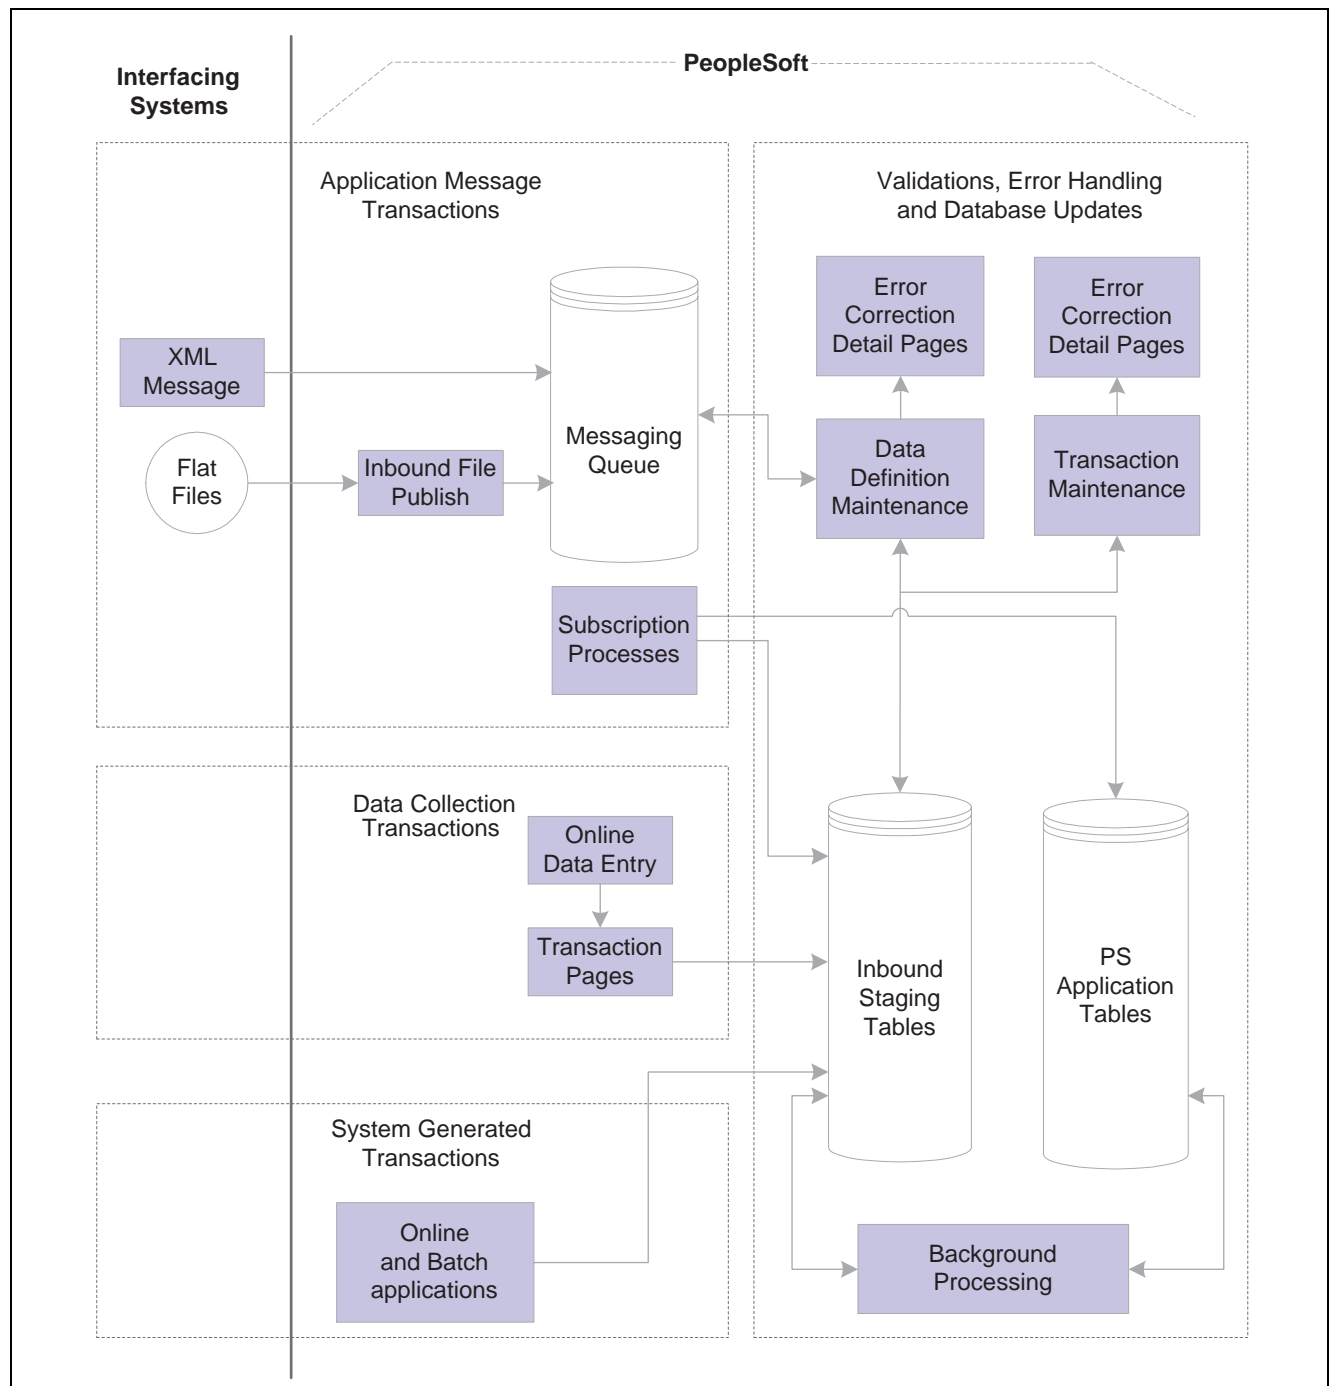 Interfacing
Systems
PeopleSoft
Application Message
Transactions
Validations, Error Handling
and Database Updates
Error
Correction
Detail Pages
Error
Correction
Detail Pages
XML
Message
Messaging
Queue
Flat
Files
Inbound File
Publish
Data
Definition
Maintenance
Transaction
Maintenance
Subscription
Processes
Data Collection
Transactions
Online
Data Entry
Transaction
Pages
Inbound
Staging
Tables
PS
Application
Tables
System Generated
Transactions
Online
and Batch
applications
Background
Processing